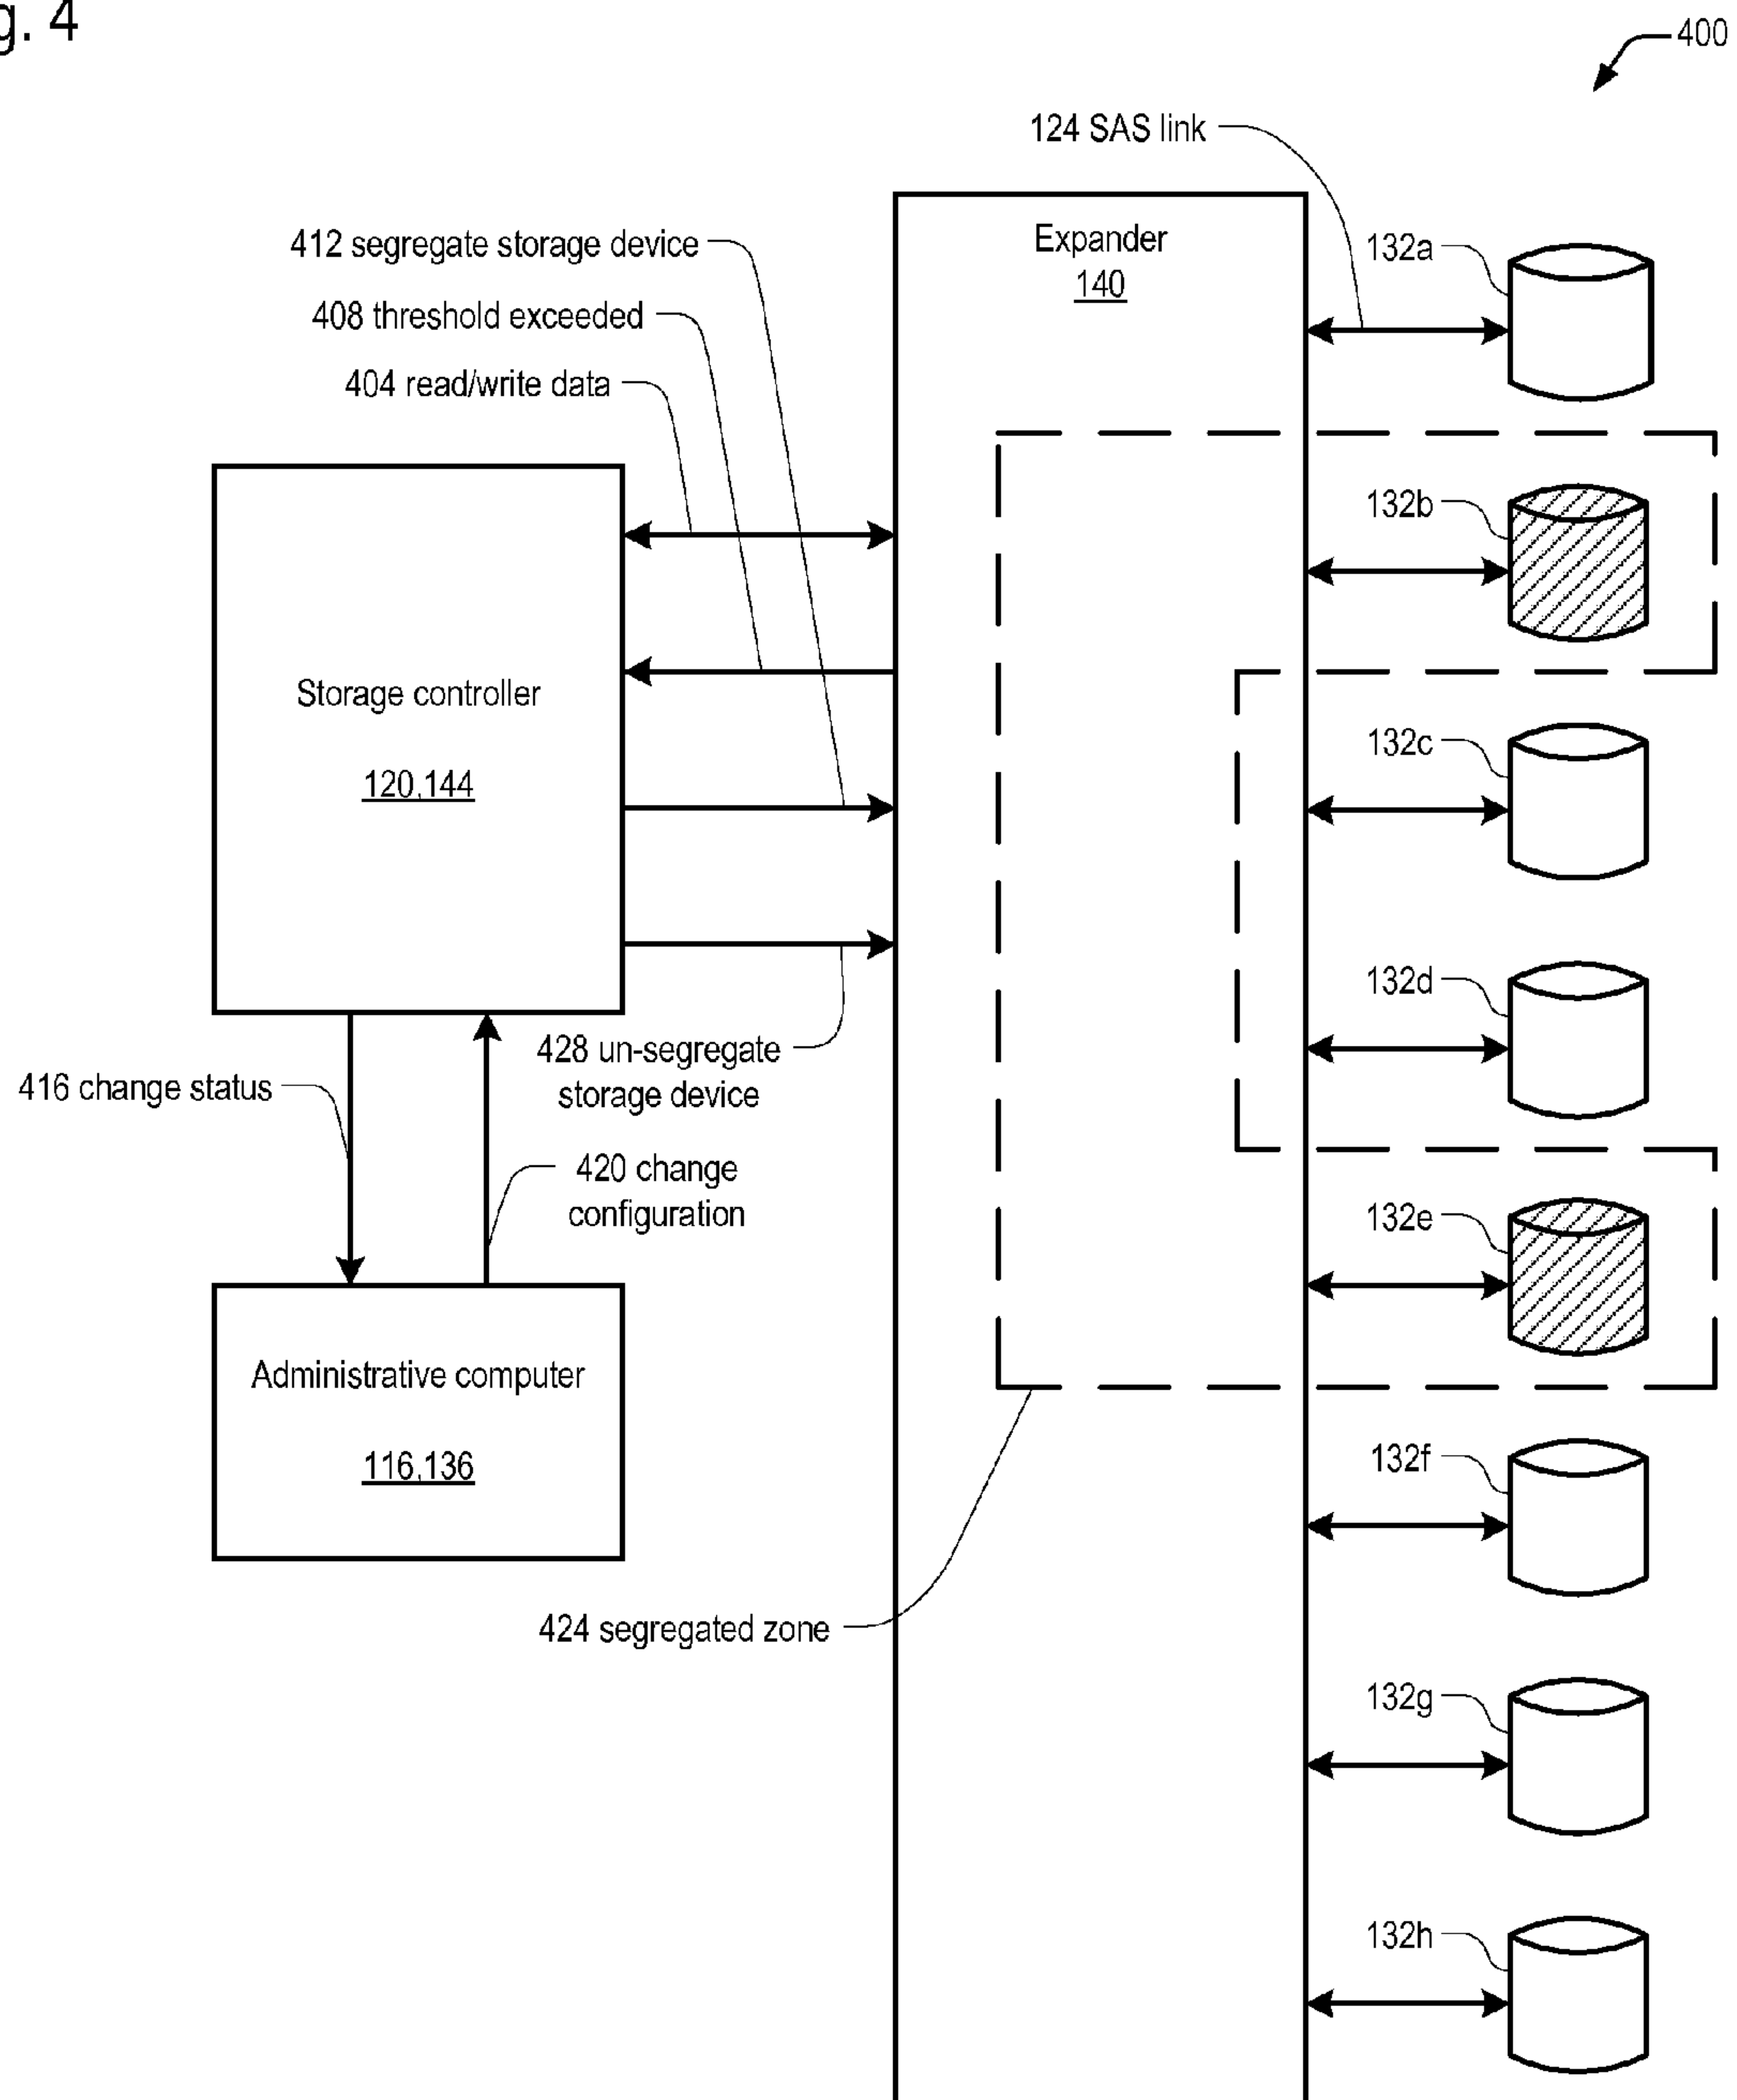 g. 4
400
124 SAS link
412 segregate storage device
408 threshold exceeded
404 read/write data
Expander
140
132a
132b
132c
132d
132e
132f
132g
132h
Storage controller
120,144
428 un-segregate
storage device
416 change status
420 change
configuration
Administrative computer
116,136
424 segregated zone